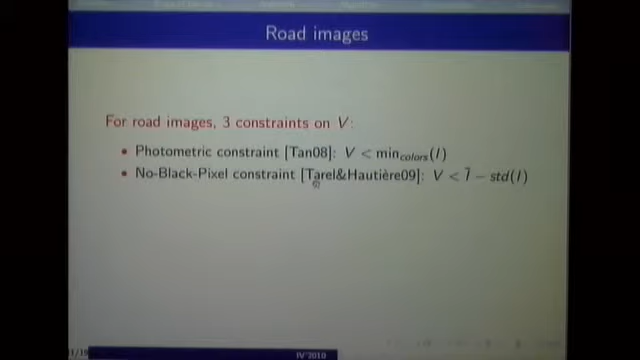 Road images
For road images, 3 constraints on V:
• Photometric constraint [Tan08]: V < min_colors(I)
• No-Black-Pixel constraint [Tarel&Hautière09]: V < Ī − std(I)
IV'2010